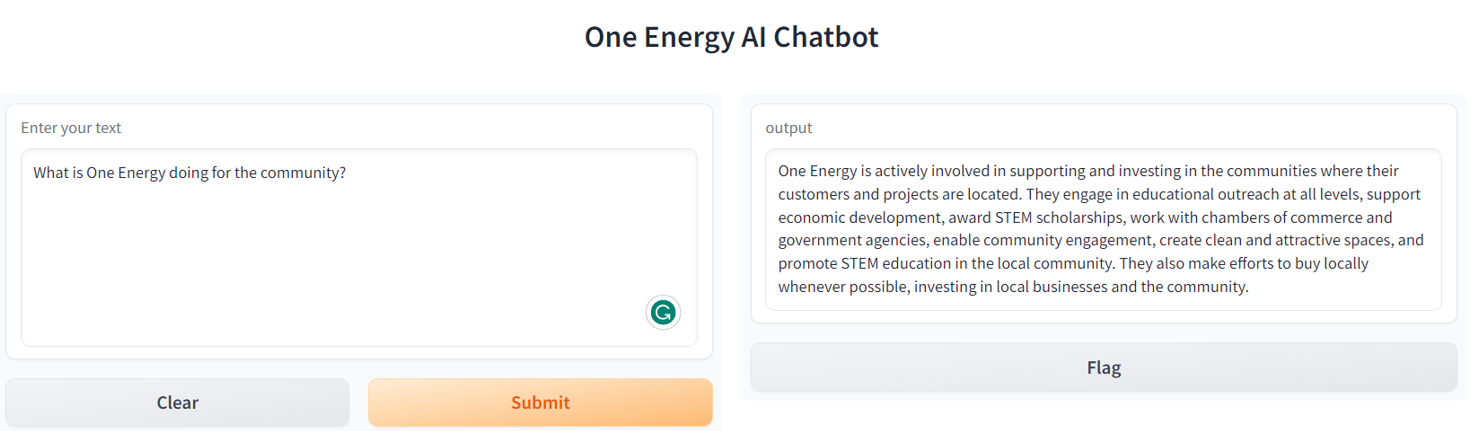 One Energy AI Chatbot
Enter your text
What is One Energy doing for the community?
Clear
Submit
output
One Energy is actively involved in supporting and investing in the communities where their
customers and projects are located. They engage in educational outreach at all levels, support
economic development, award STEM scholarships, work with chambers of commerce and
government agencies, enable community engagement, create clean and attractive spaces, and
promote STEM education in the local community. They also make efforts to buy locally
whenever possible, investing in local businesses and the community.
Flag